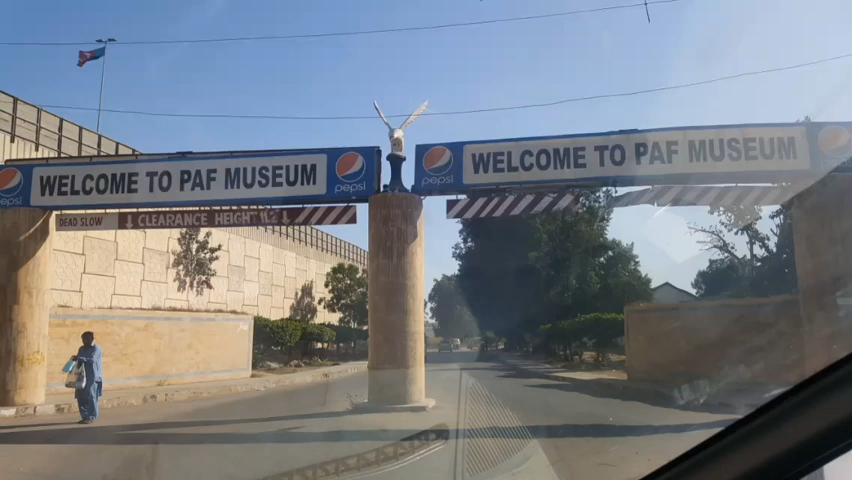 pepsi WELCOME TO PAF MUSEUM pepsi
pepsi WELCOME TO PAF MUSEUM
DEAD SLOW CLEARANCE HEIGHT